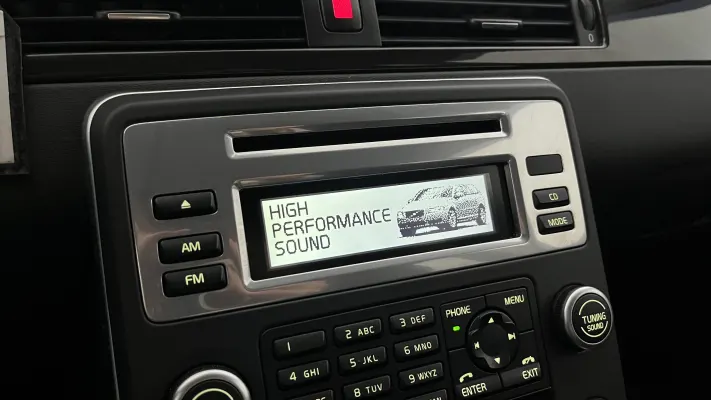 0
HIGH
PERFORMANCE
SOUND
AM
FM
CD
MODE
1
2 ABC
3 DEF
4 GHI
5 JKL
6 MNO
7
8 TUV
9 WXYZ
PHONE
MENU
ENTER
EXIT
TUNING
SOUND